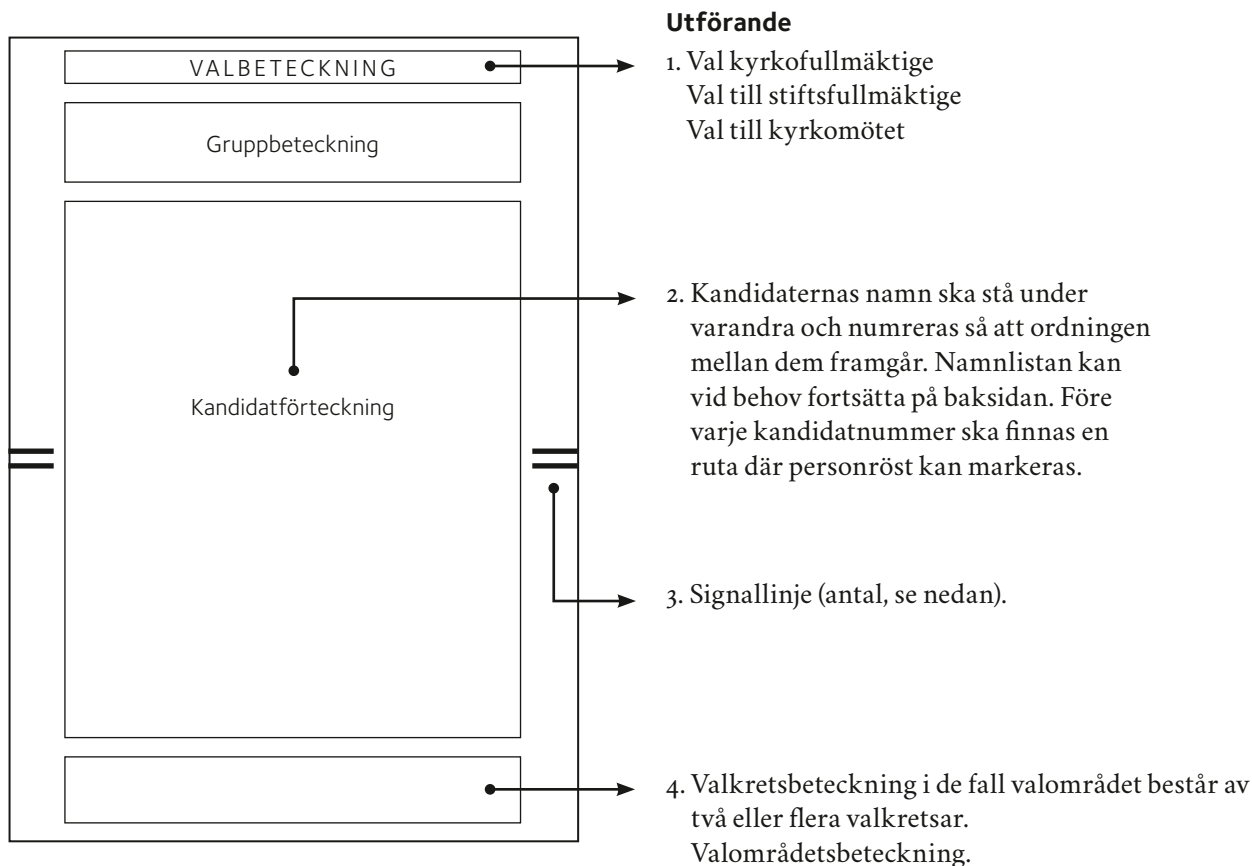 Utförande
VALBETECKNING
1. Val kyrkofullmäktige
Val till stiftsfullmäktige
Val till kyrkomötet
Gruppbeteckning
2. Kandidaternas namn ska stå under
varandra och numreras så att ordningen
mellan dem framgår. Namnlistan kan
vid behov fortsätta på baksidan. Före
varje kandidatnummer ska finnas en
ruta där personröst kan markeras.
Kandidatförteckning
3. Signallinje (antal, se nedan).
4. Valkretsbeteckning i de fall valområdet består av
två eller flera valkretsar.
Valområdetsbeteckning.